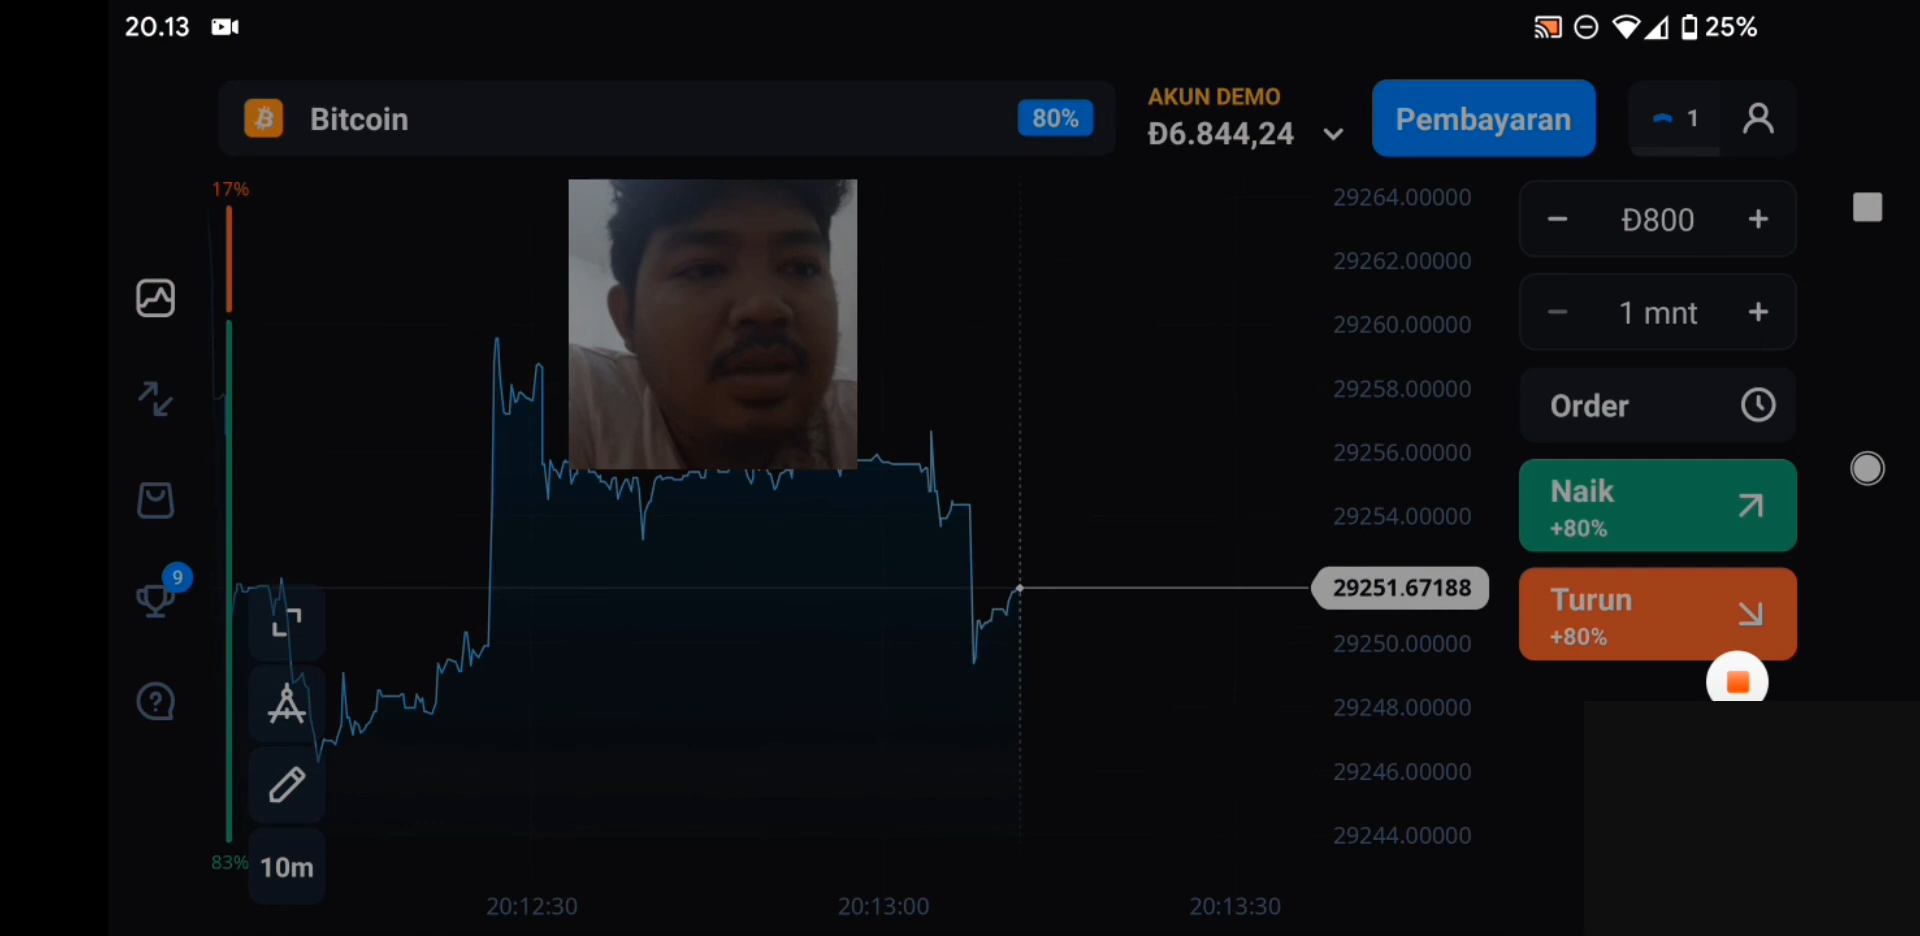 20.13
25%
Bitcoin
80%
AKUN DEMO
Đ6.844,24
Pembayaran
1
17%
29264.00000
Đ800
29262.00000
29260.00000
1 mnt
29258.00000
Order
29256.00000
29254.00000
Naik
+80%
9
29251.67188
Turun
+80%
29250.00000
29248.00000
29246.00000
29244.00000
83%
10m
20:12:30
20:13:00
20:13:30